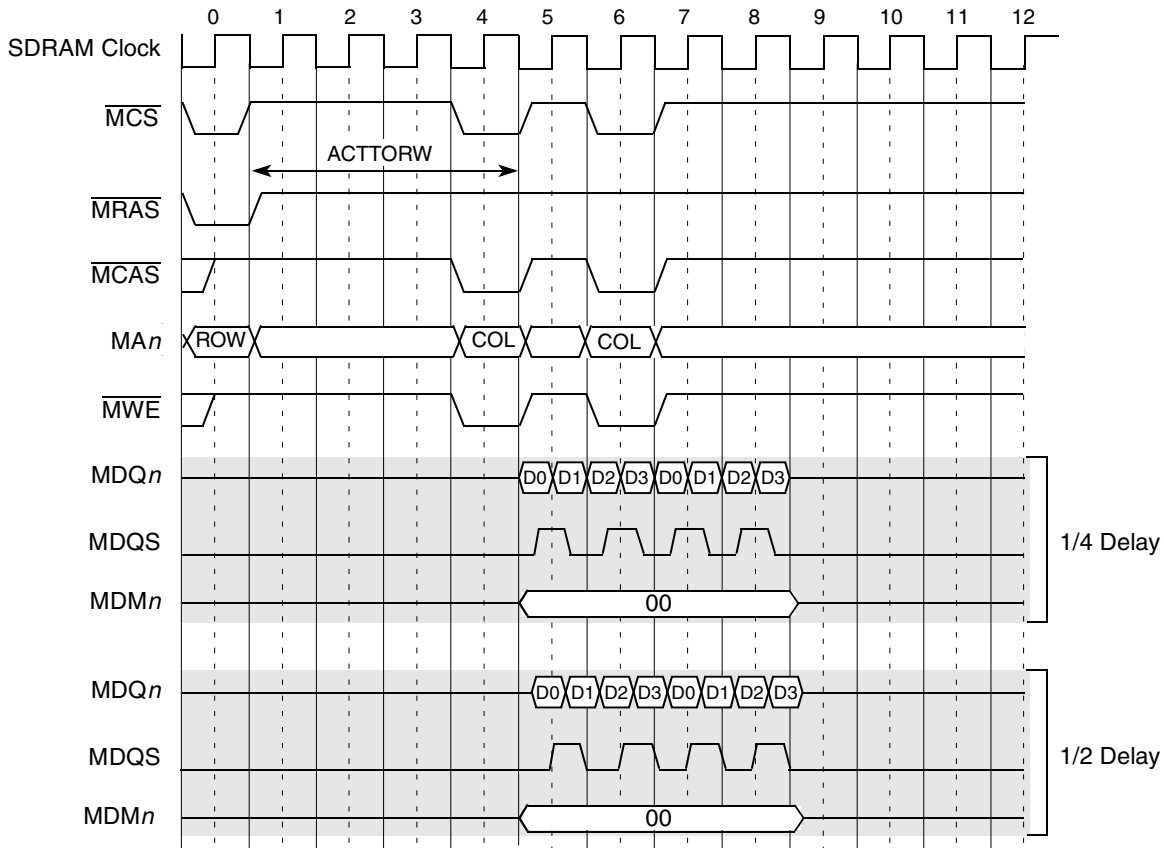 0 1 2 3 4 5 6 7 8 9 10 11 12
SDRAM Clock
MCS
ACTTORW
MRAS
MCAS
MAn ROW COL COL
MWE
MDQn D0 D1 D2 D3 D0 D1 D2 D3
MDQS
1/4 Delay
MDMn 00
MDQn D0 D1 D2 D3 D0 D1 D2 D3
MDQS
1/2 Delay
MDMn 00